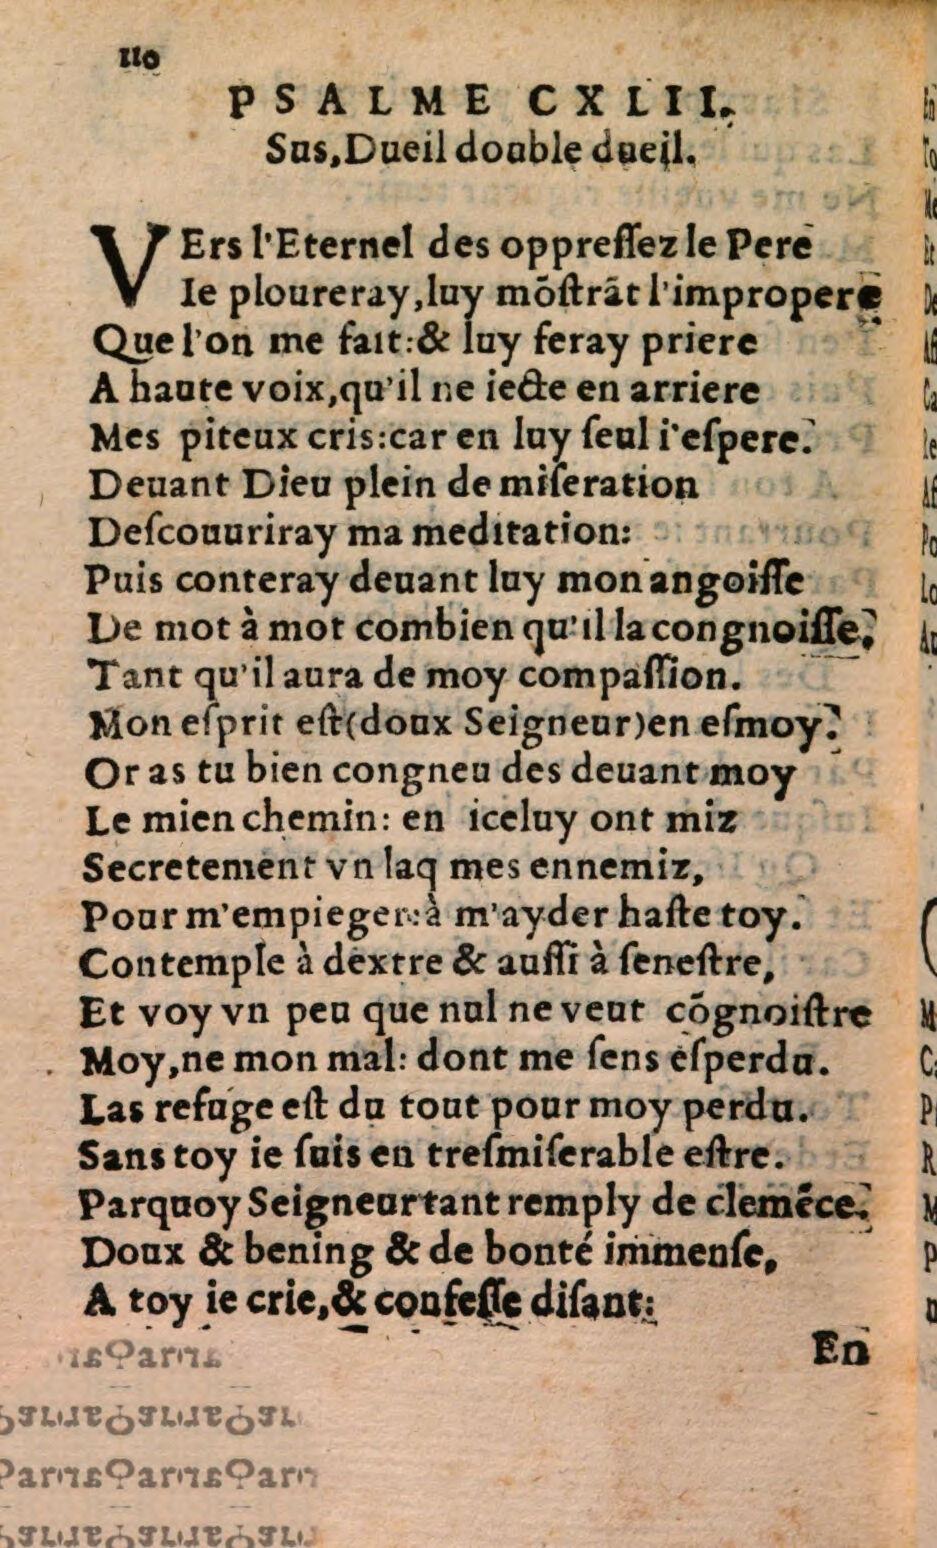 110
PSALME CXLII.
Sus, Dueil double dueil.
VErs l'Eternel des oppreſſez le Pere
Ie ploureray, luy mõſtrãt l'impropere
Que l'on me fait: & luy feray priere
A haute voix, qu'il ne iecte en arriere
Mes piteux cris: car en luy ſeul i'eſpere.
Deuant Dieu plein de miſeration
Deſcouuriray ma meditation:
Puis conteray deuant luy mon angoiſſe
De mot à mot combien qu'il la congnoiſſe,
Tant qu'il aura de moy compaſſion.
Mon eſprit eſt (doux Seigneur) en eſmoy.
Or as tu bien congneu des deuant moy
Le mien chemin: en iceluy ont miz
Secretement vn laq mes ennemiz,
Pour m'empieger: à m'ayder haſte toy.
Contemple à dextre & auſſi à ſeneſtre,
Et voy vn peu que nul ne veut cõgnoiſtre
Moy, ne mon mal: dont me ſens eſperdu.
Las refuge eſt du tout pour moy perdu.
Sans toy ie ſuis en treſmiſerable eſtre.
Parquoy Seigneur tant remply de clemẽce,
Doux & bening & de bonté immenſe,
A toy ie crie, & confeſſe diſant:
En